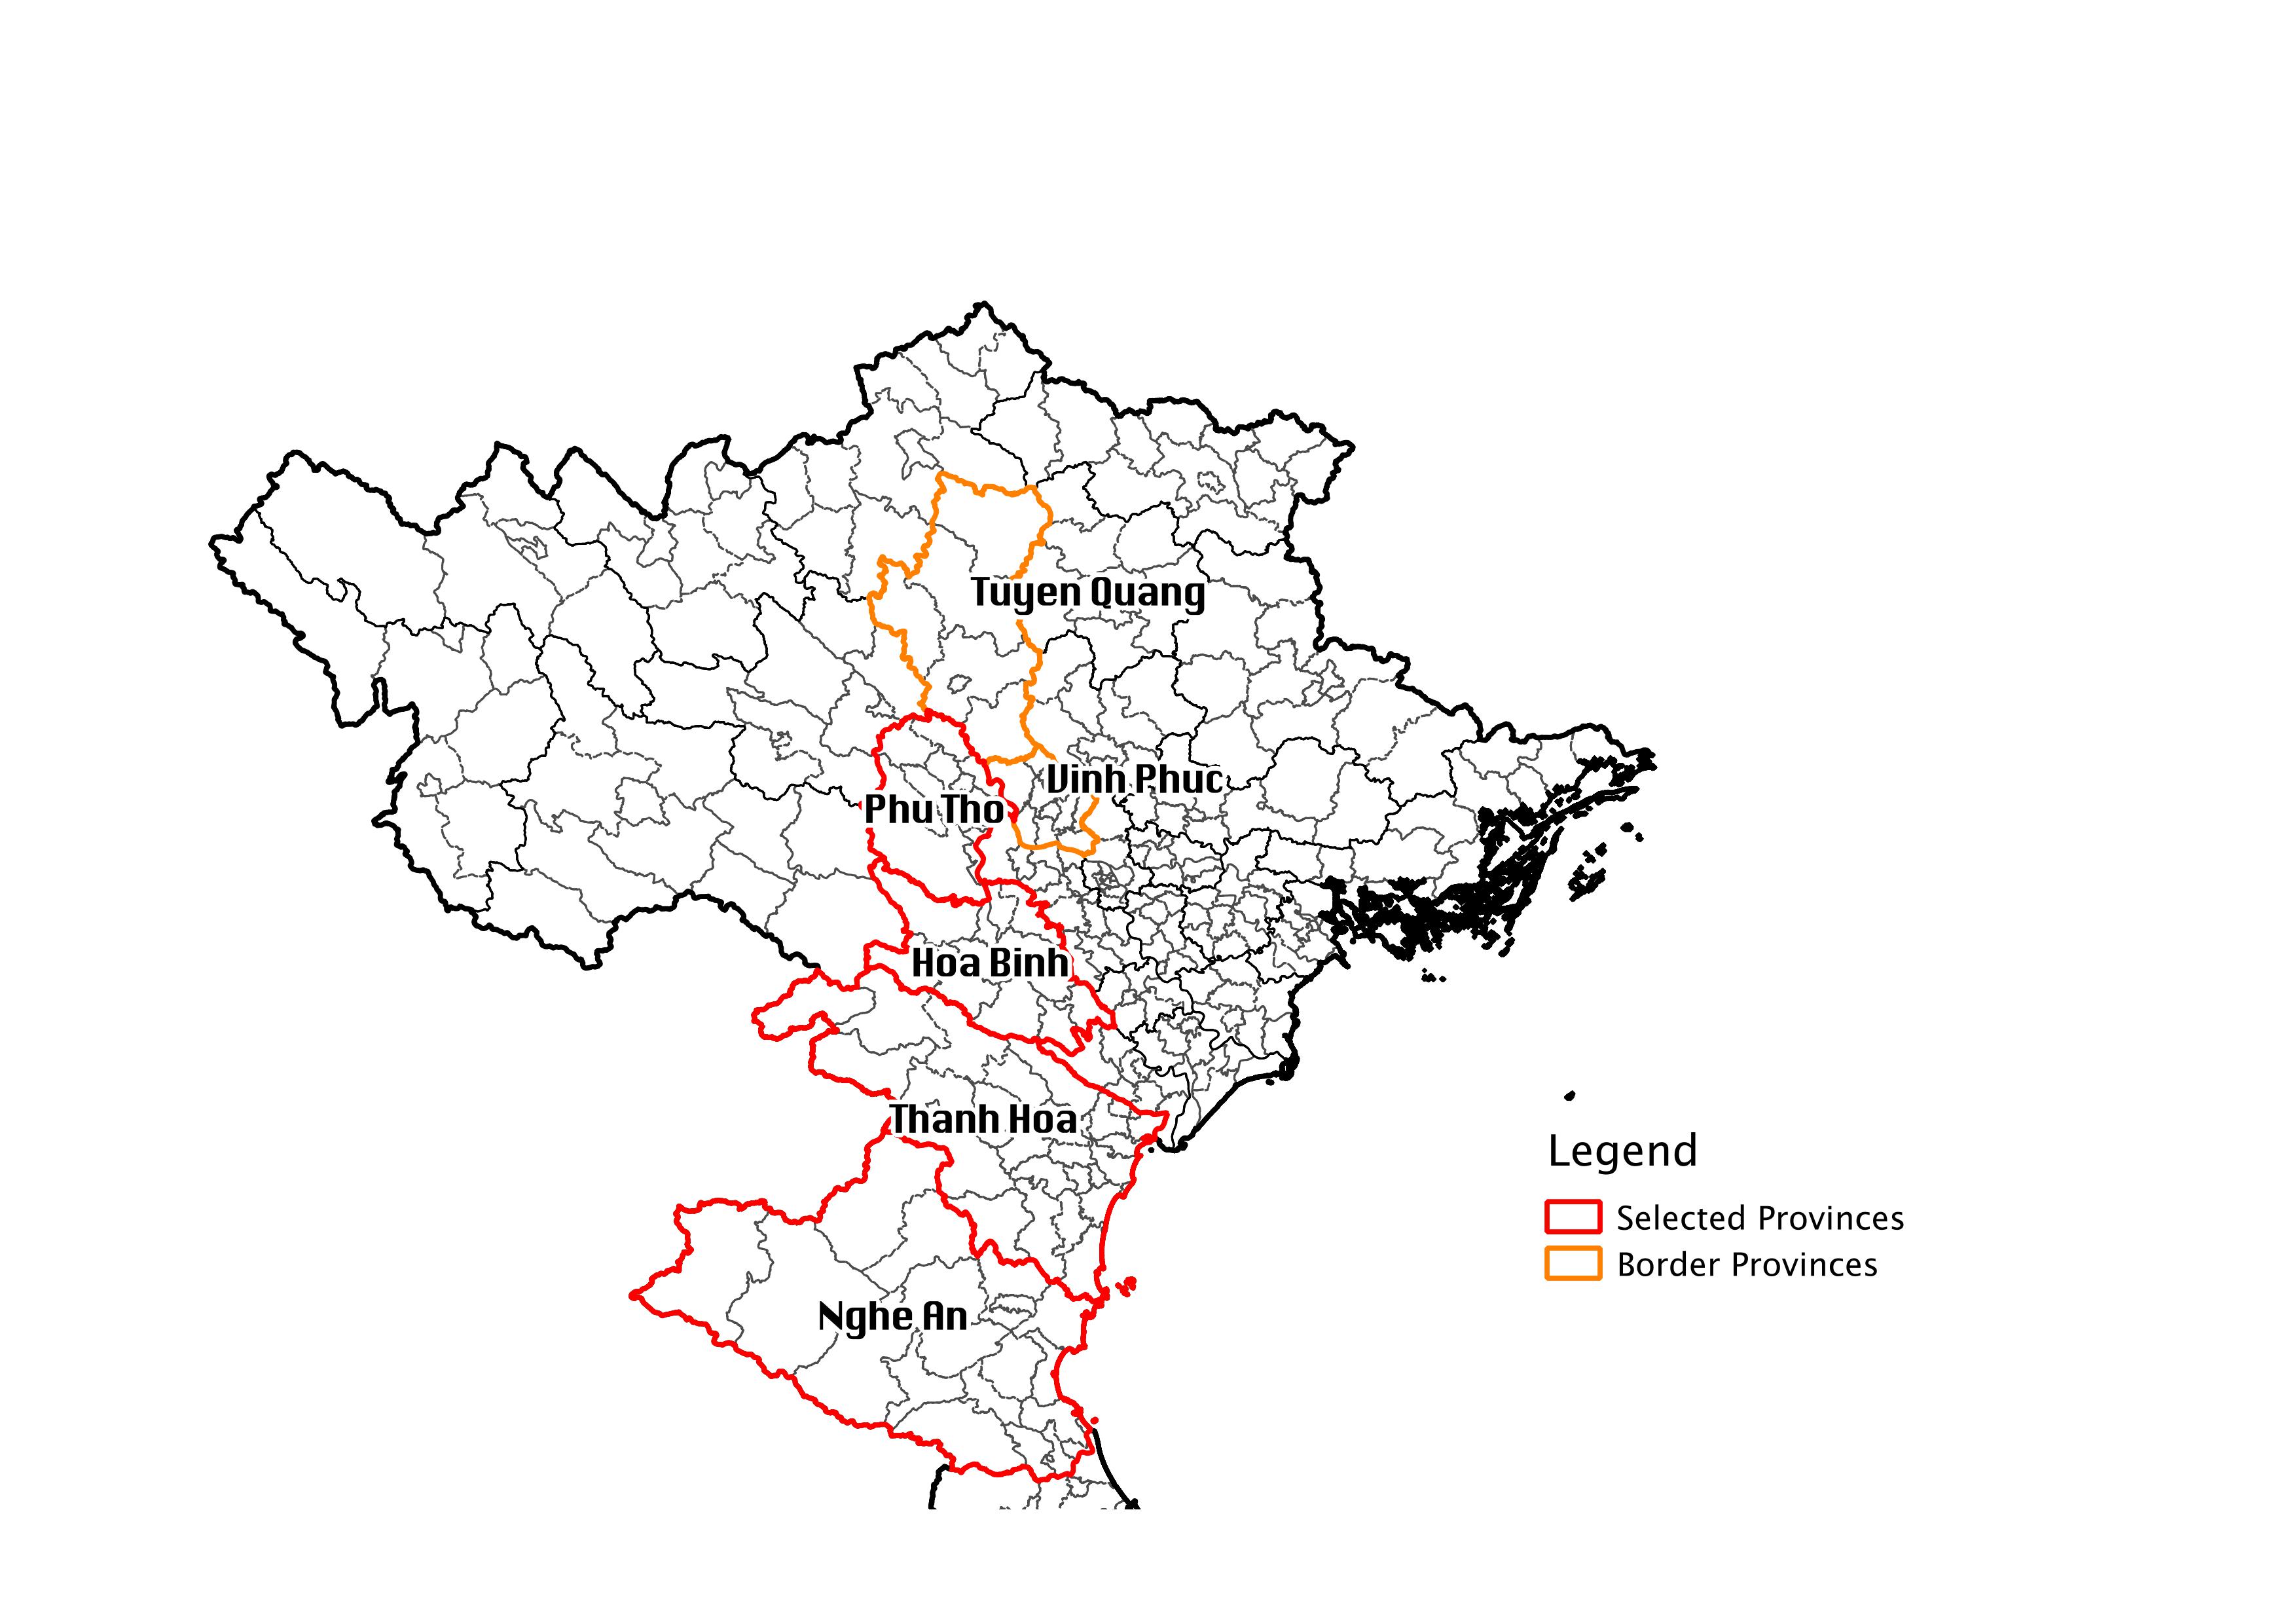 Tuyen Quang
Vinh Phuc
Phu Tho
Hoa Binh
Thanh Hoa
Nghe An
Legend
Selected Provinces
Border Provinces